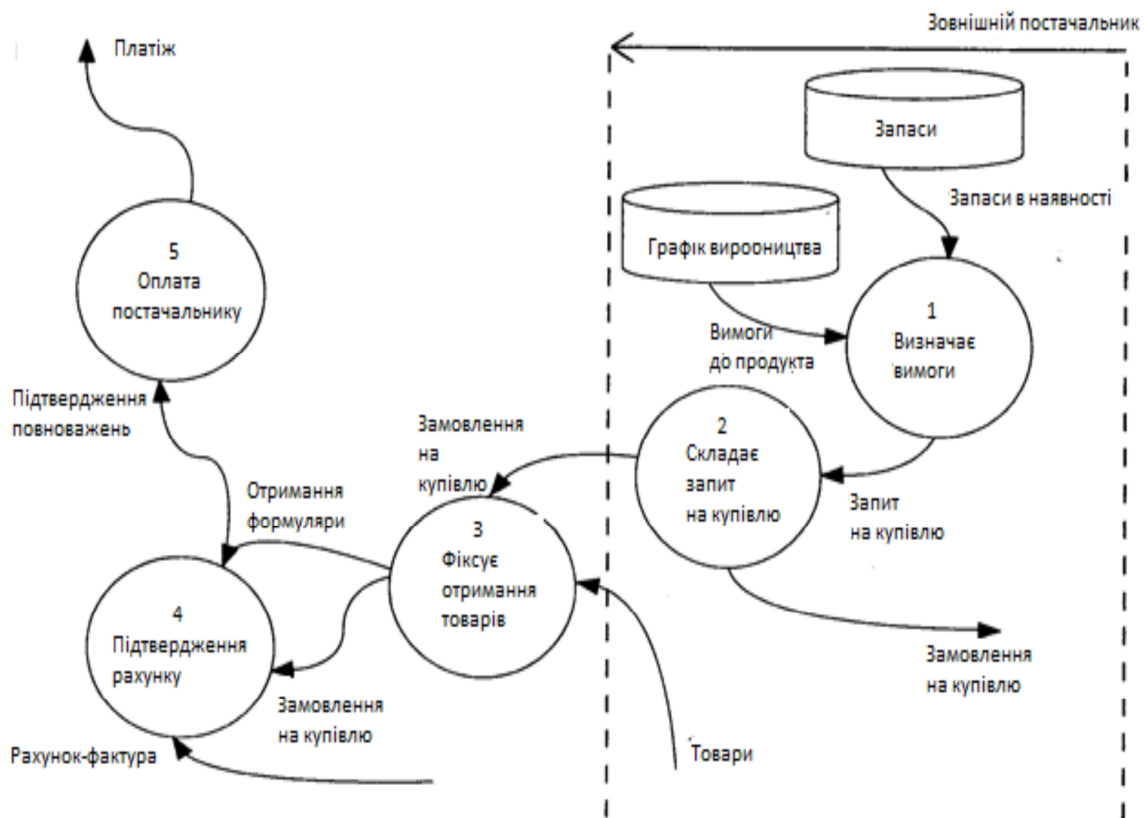 Зовнішній постачальник
Платіж
Запаси
Запаси в наявності
Графік вирооництва
5
Оплата
постачальнику
1
Визначає
вимоги
Вимоги
до продукта
Підтвердження
повноважень
Замовлення
на
купівлю
2
Складає
запит
на купівлю
Запит
на купівлю
Отримання
формуляри
3
Фіксує
отримання
товарів
4
Підтвердження
рахунку
Замовлення
на купівлю
Замовлення
на купівлю
Рахунок-фактура
Товари